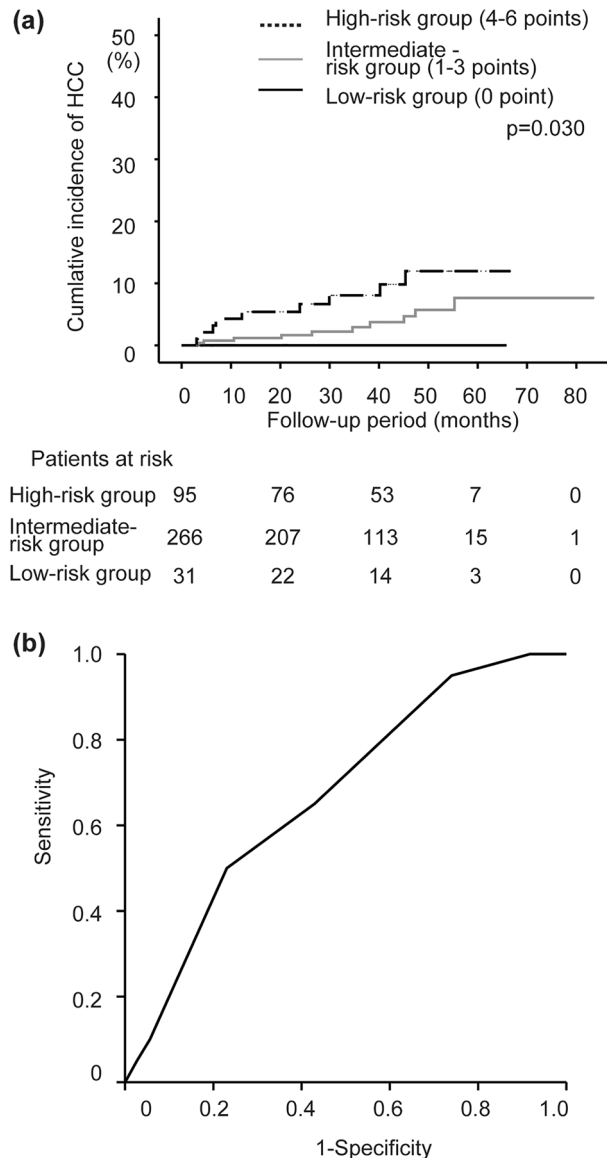 (a)
High-risk group (4-6 points)
Intermediate -
risk group (1-3 points)
Low-risk group (0 point)
p=0.030
50
(%)
40
30
20
10
0
Cumlative incidence of HCC
0 10 20 30 40 50 60 70 80
Follow-up period (months)
Patients at risk
High-risk group 95 76 53 7 0
Intermediate-
risk group 266 207 113 15 1
Low-risk group 31 22 14 3 0
(b)
1.0
0.8
0.6
0.4
0.2
0
Sensitivity
0 0.2 0.4 0.6 0.8 1.0
1-Specificity